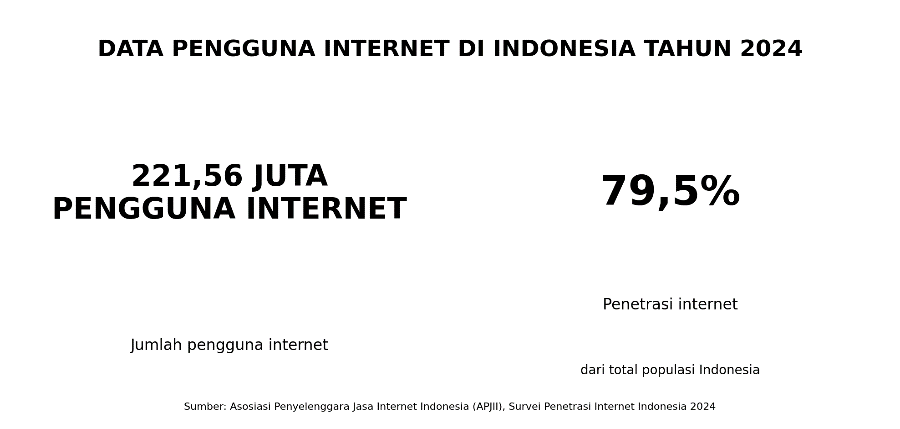 DATA PENGGUNA INTERNET DI INDONESIA TAHUN 2024
221,56 JUTA
PENGGUNA INTERNET
Jumlah pengguna internet
79,5%
Penetrasi internet
dari total populasi Indonesia
Sumber: Asosiasi Penyelenggara Jasa Internet Indonesia (APJII), Survei Penetrasi Internet Indonesia 2024